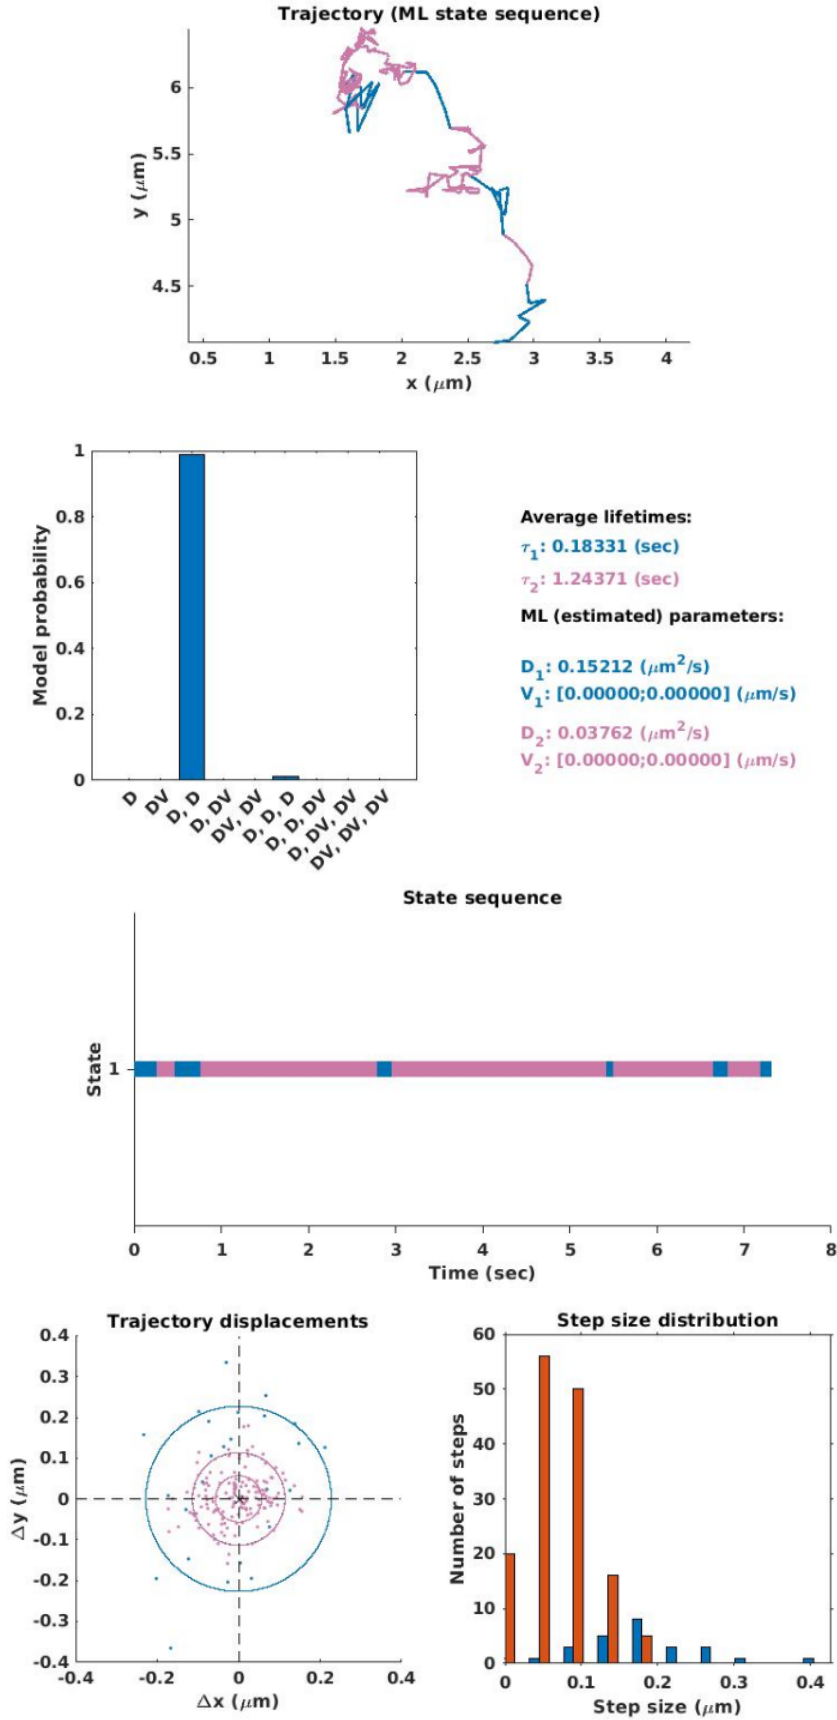 Trajectory (ML state sequence)
6
5.5
5
4.5
y (μm)
0.5 1 1.5 2 2.5 3 3.5 4
x (μm)
1
0.8
0.6
0.4
0.2
0
Model probability
D
DV
D, D
D, DV
DV, DV
D, D, D
D, D, DV
D, DV, DV
DV, DV, DV
Average lifetimes:
τ1: 0.18331 (sec)
τ2: 1.24371 (sec)
ML (estimated) parameters:
D1: 0.15212 (μm2/s)
V1: [0.00000;0.00000] (μm/s)
D2: 0.03762 (μm2/s)
V2: [0.00000;0.00000] (μm/s)
State sequence
State
1
0 1 2 3 4 5 6 7 8
Time (sec)
Trajectory displacements
0.4
0.3
0.2
0.1
0
-0.1
-0.2
-0.3
-0.4
Δy (μm)
-0.4 -0.2 0 0.2 0.4
Δx (μm)
Step size distribution
60
50
40
30
20
10
0
Number of steps
0 0.1 0.2 0.3 0.4
Step size (μm)